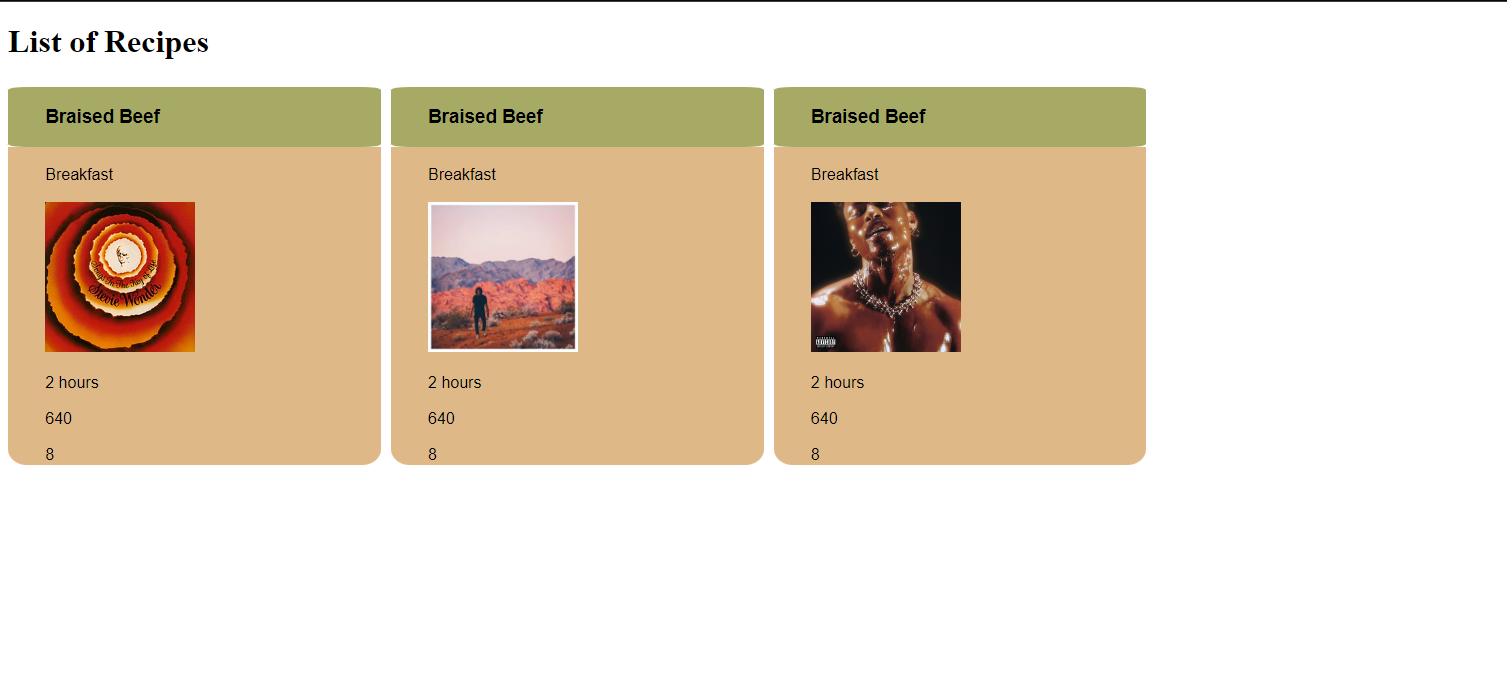 List of Recipes
Braised Beef
Breakfast
Songs In The Key of Life
Stevie Wonder
2 hours
640
8
Braised Beef
Breakfast
2 hours
640
8
Braised Beef
Breakfast
2 hours
640
8